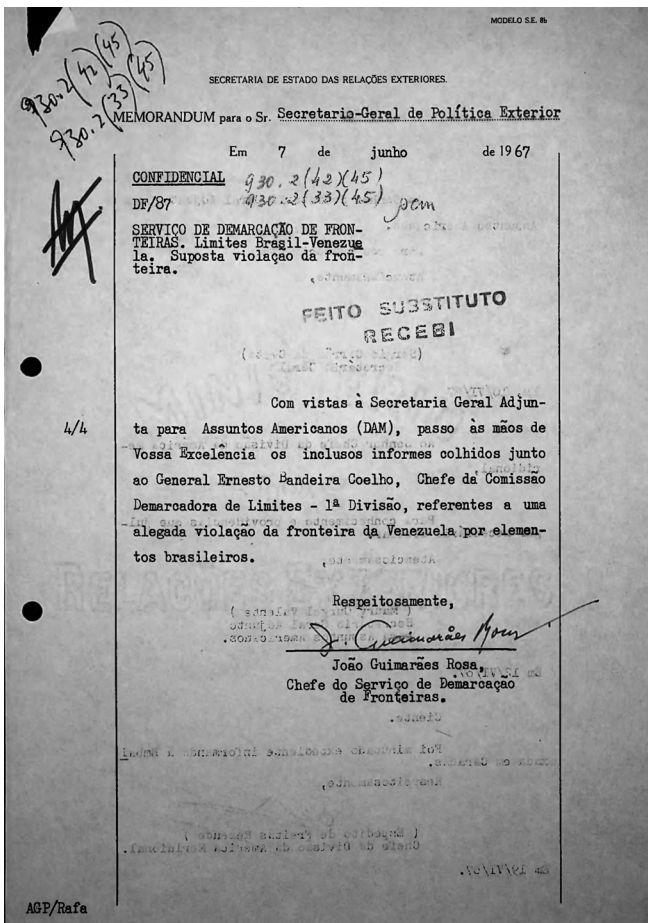 MODELO S.E. 8b
930.2(42)(45)
930.2(33)(45)
SECRETARIA DE ESTADO DAS RELAÇÕES EXTERIORES.
MEMORANDUM para o Sr. Secretario-Geral de Política Exterior
Em 7 de junho de 1967
CONFIDENCIAL 930.2(42)(45)
DF/87 930.2(33)(45)
SERVIÇO DE DEMARCAÇÃO DE FRON-
TEIRAS. Limites Brasil-Venezue
la. Suposta violação da fron-
teira.
FEITO SUBSTITUTO
RECEBI
Com vistas à Secretaria Geral Adjun-
4/4 ta para Assuntos Americanos (DAM), passo às mãos de
Vossa Excelência os inclusos informes colhidos junto
ao General Ernesto Bandeira Coelho, Chefe da Comissão
Demarcadora de Limites - 1ª Divisão, referentes a uma
alegada violação da fronteira da Venezuela por elemen-
tos brasileiros.
Respeitosamente,
João Guimarães Rosa,
Chefe do Serviço de Demarcação
de Fronteiras.
AGP/Rafa